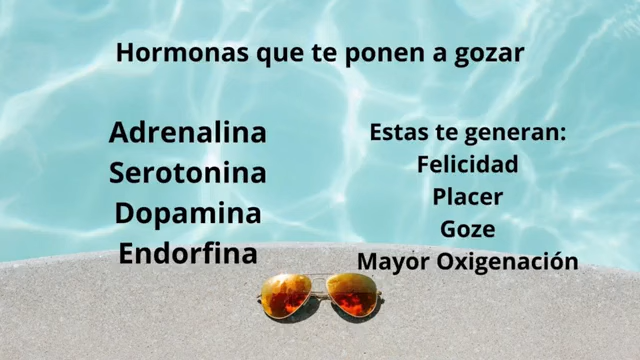 Hormonas que te ponen a gozar
Adrenalina
Serotonina
Dopamina
Endorfina
Estas te generan:
Felicidad
Placer
Goze
Mayor Oxigenación